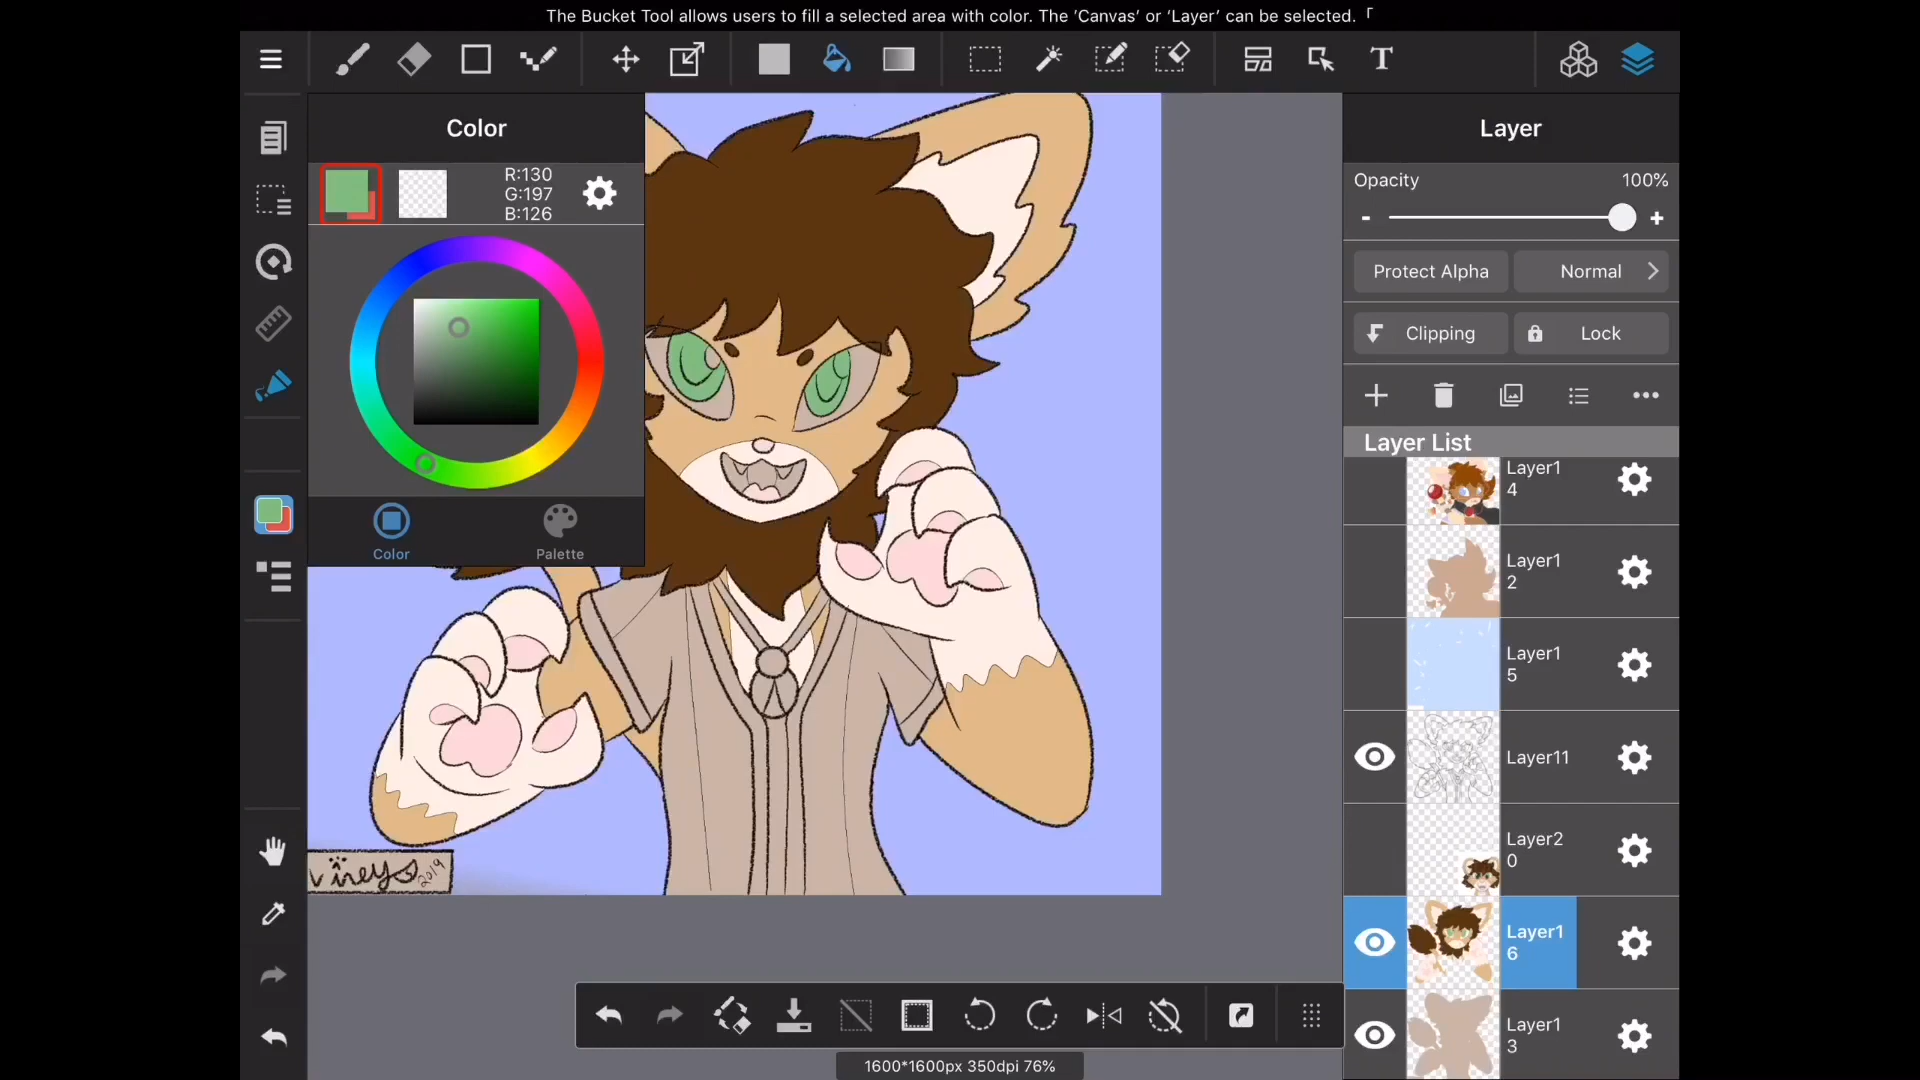 The Bucket Tool allows users to fill a selected area with color. The ‘Canvas’ or ‘Layer’ can be selected. 「
T
Color
Layer
R:130
G:197
B:126
Opacity 100%
- +
Protect Alpha Normal
Clipping Lock
Layer List
Layer1
4
Layer1
2
Layer1
5
Layer11
Layer2
0
Layer1
6
Layer1
3
Color Palette
vineys 2019
1600*1600px 350dpi 76%